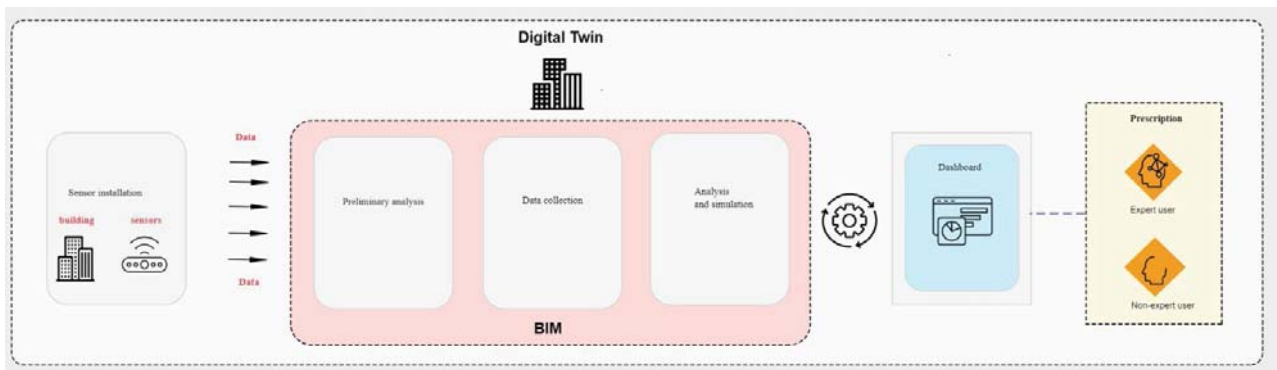 Digital Twin
Data
Sensor installation
building sensors
Data
Preliminary analysis
Data collection
Analysis
and simulation
BIM
Dashboard
Prescription
Expert user
Non-expert user